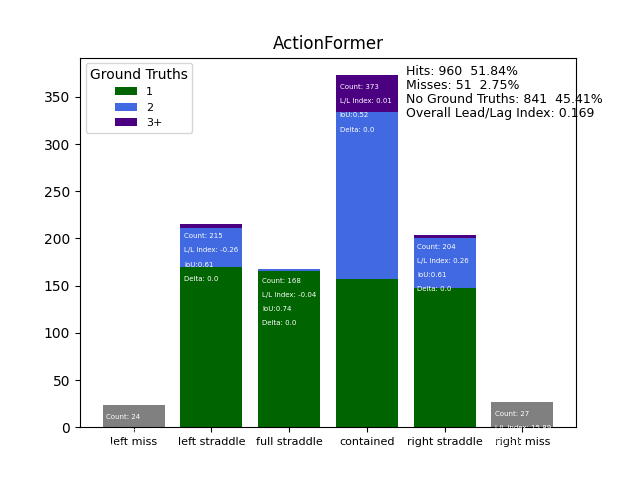 ActionFormer
Ground Truths
1
2
3+
Hits: 960 51.84%
Misses: 51 2.75%
No Ground Truths: 841 45.41%
Overall Lead/Lag Index: 0.169
350
300
250
200
150
100
50
0
Count: 24
Count: 215
L/L Index: -0.26
IoU:0.61
Delta: 0.0
Count: 168
L/L Index: -0.04
IoU:0.74
Delta: 0.0
Count: 373
L/L Index: 0.01
IoU:0.52
Delta: 0.0
Count: 204
L/L Index: 0.26
IoU:0.61
Delta: 0.0
Count: 27
L/L Index: 15.89
left miss
left straddle
full straddle
contained
right straddle
right miss